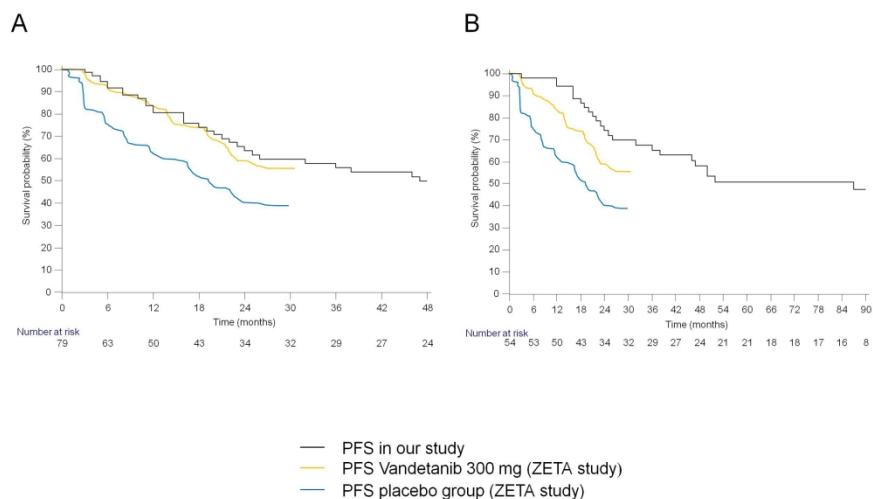 A
Survival probability (%)
100
90
80
70
60
50
40
30
20
10
0
0 6 12 18 24 30 36 42 48
Time (months)
Number at risk
79 63 50 43 34 32 29 27 24
B
Survival probability (%)
100
90
80
70
60
50
40
30
20
10
0
0 6 12 18 24 30 36 42 48 54 60 66 72 78 84 90
Time (months)
Number at risk
54 53 50 43 34 32 29 27 24 21 21 18 18 17 16 8
PFS in our study
PFS Vandetanib 300 mg (ZETA study)
PFS placebo group (ZETA study)